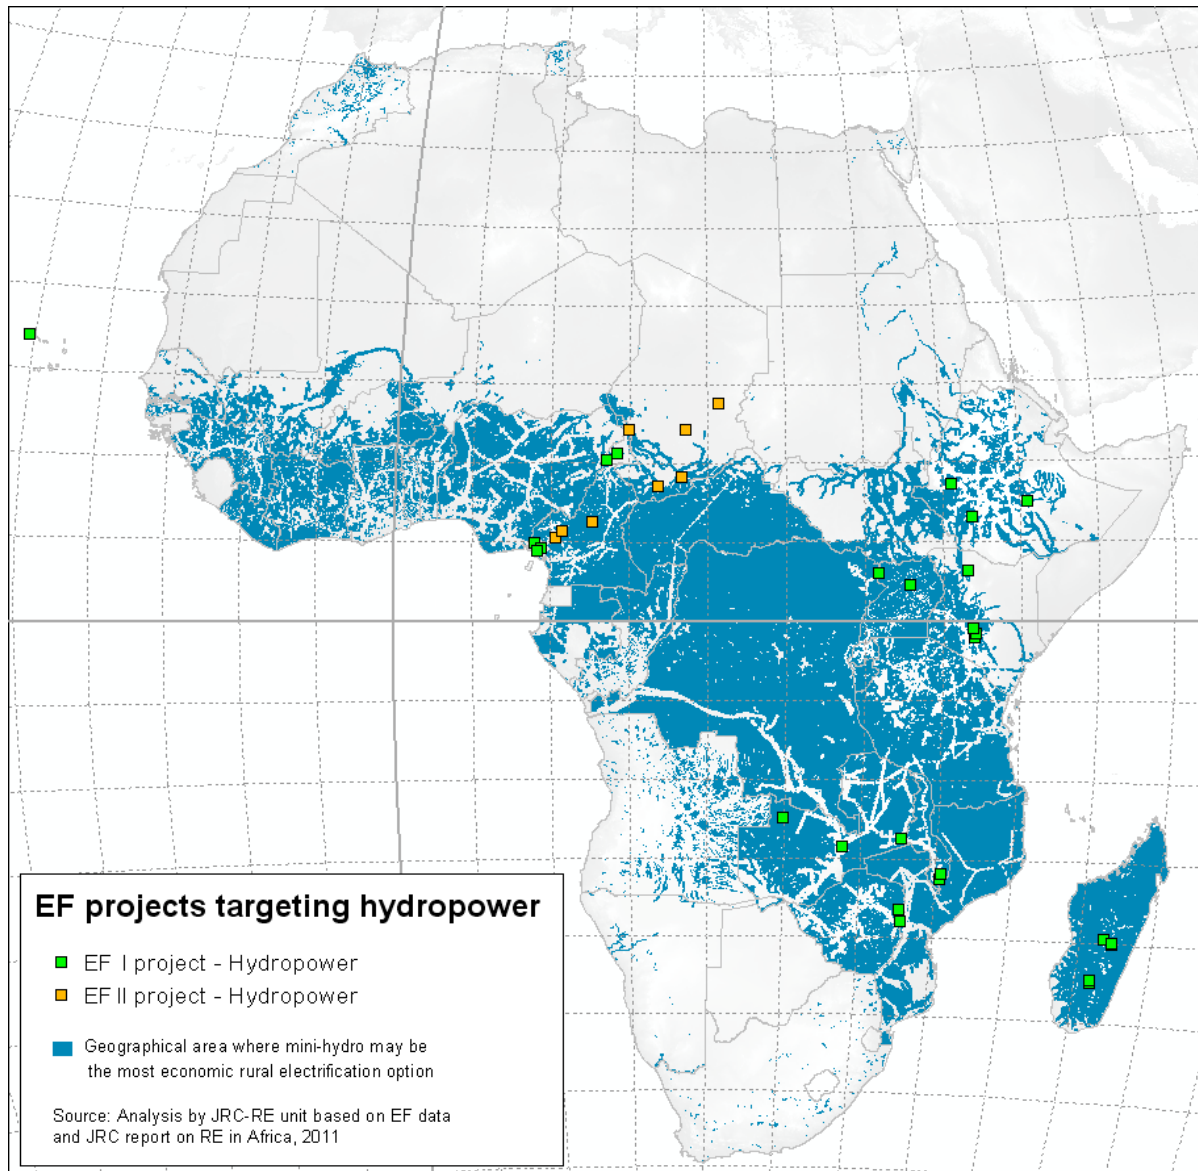 EF projects targeting hydropower
EF I project - Hydropower
EF II project - Hydropower
Geographical area where mini-hydro may be
the most economic rural electrification option
Source: Analysis by JRC-RE unit based on EF data
and JRC report on RE in Africa, 2011